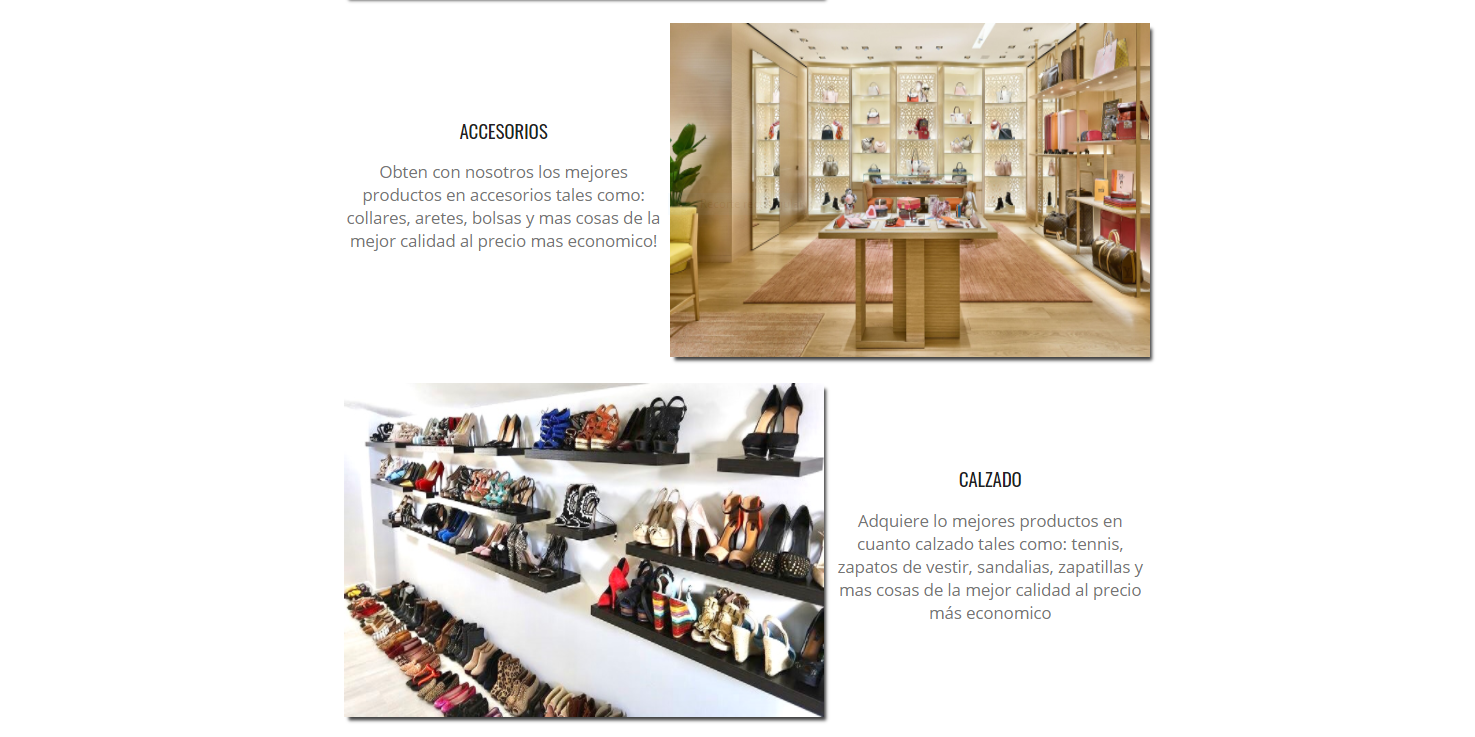 ACCESORIOS
Obten con nosotros los mejores
productos en accesorios tales como:
collares, aretes, bolsas y mas cosas de la
mejor calidad al precio mas economico!
CALZADO
Adquiere lo mejores productos en
cuanto calzado tales como: tennis,
zapatos de vestir, sandalias, zapatillas y
mas cosas de la mejor calidad al precio
más economico